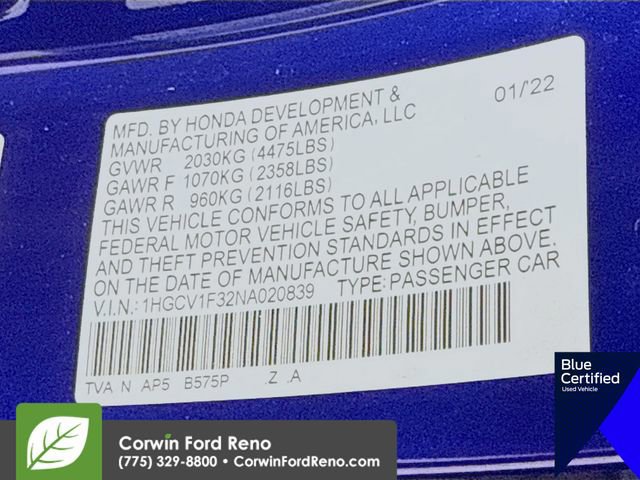 MFD. BY HONDA DEVELOPMENT & 01/'22
MANUFACTURING OF AMERICA, LLC
GVWR 2030KG (4475LBS)
GAWR F 1070KG (2358LBS)
GAWR R 960KG (2116LBS)
THIS VEHICLE CONFORMS TO ALL APPLICABLE
FEDERAL MOTOR VEHICLE SAFETY, BUMPER,
AND THEFT PREVENTION STANDARDS IN EFFECT
ON THE DATE OF MANUFACTURE SHOWN ABOVE.
V.I.N.: 1HGCV1F32NA020839 TYPE: PASSENGER CAR
TVA N AP5 B575P Z .A
Blue
Certified
Used Vehicle
Corwin Ford Reno
(775) 329-8800 • CorwinFordReno.com